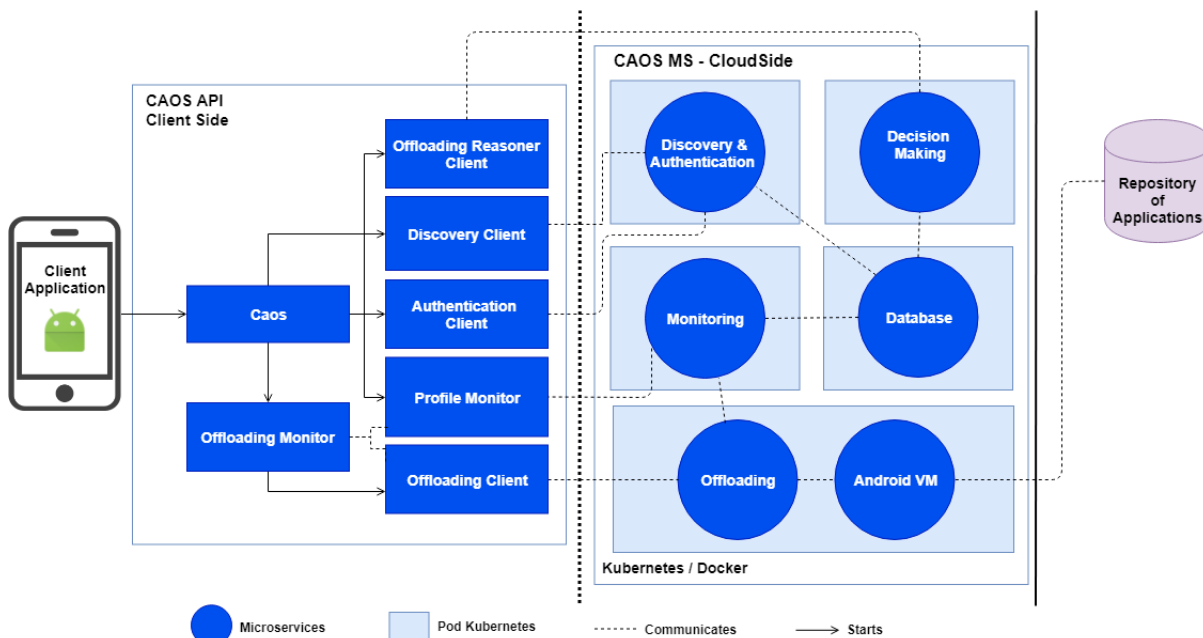 CAOS API
Client Side
Client
Application
Caos
Offloading Monitor
Offloading Reasoner
Client
Discovery Client
Authentication
Client
Profile Monitor
Offloading Client
CAOS MS - CloudSide
Discovery &
Authentication
Decision
Making
Monitoring
Database
Offloading
Android VM
Kubernetes / Docker
Repository
of
Applications
Microservices
Pod Kubernetes
Communicates
Starts